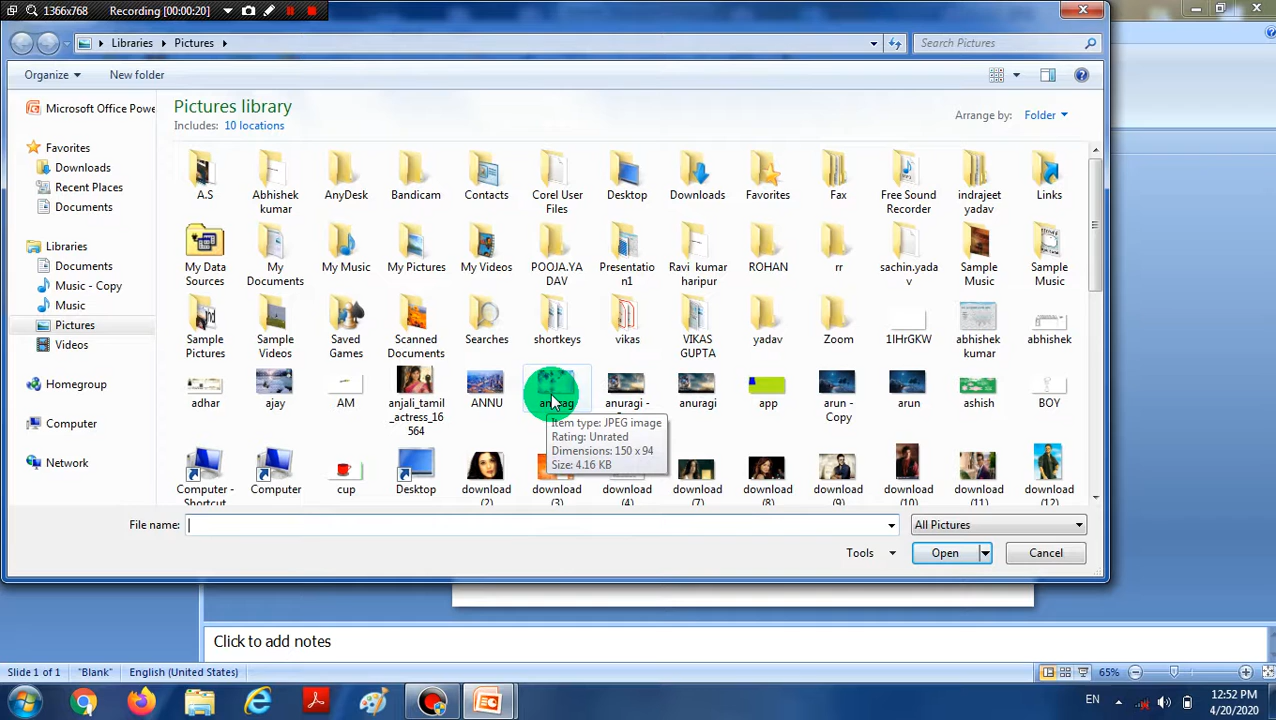 1366x768 Recording [00:00:20]
Libraries Pictures Search Pictures
Organize New folder
Microsoft Office Powe
Pictures library
Includes: 10 locations
Arrange by: Folder
Favorites
Downloads
Recent Places
Documents
Libraries
Documents
Music - Copy
Music
Pictures
Videos
Homegroup
Computer
Network
A.S Abhishek kumar AnyDesk Bandicam Contacts Corel User Files Desktop Downloads Favorites Fax Free Sound Recorder indrajeet yadav Links
My Data Sources My Documents My Music My Pictures My Videos POOJA.YADAV Presentation1 Ravi kumar haripur ROHAN rr sachin.yadav Sample Music Sample Music
Sample Pictures Sample Videos Saved Games Scanned Documents Searches shortkeys vikas VIKAS GUPTA yadav Zoom 1IHrGKW abhishek kumar abhishek
adhar ajay AM anjali_tamil_actress_16564 ANNU anurag anuragi - anuragi app arun - Copy arun ashish BOY
Item type: JPEG image
Rating: Unrated
Dimensions: 150 x 94
Size: 4.16 KB
Computer - Shortcut Computer cup Desktop download (2) download (3) download (4) download (7) download (8) download (9) download (10) download (11) download (12)
File name: All Pictures
Tools Open Cancel
Click to add notes
Slide 1 of 1 "Blank" English (United States) 65%
EN 12:52 PM
4/20/2020